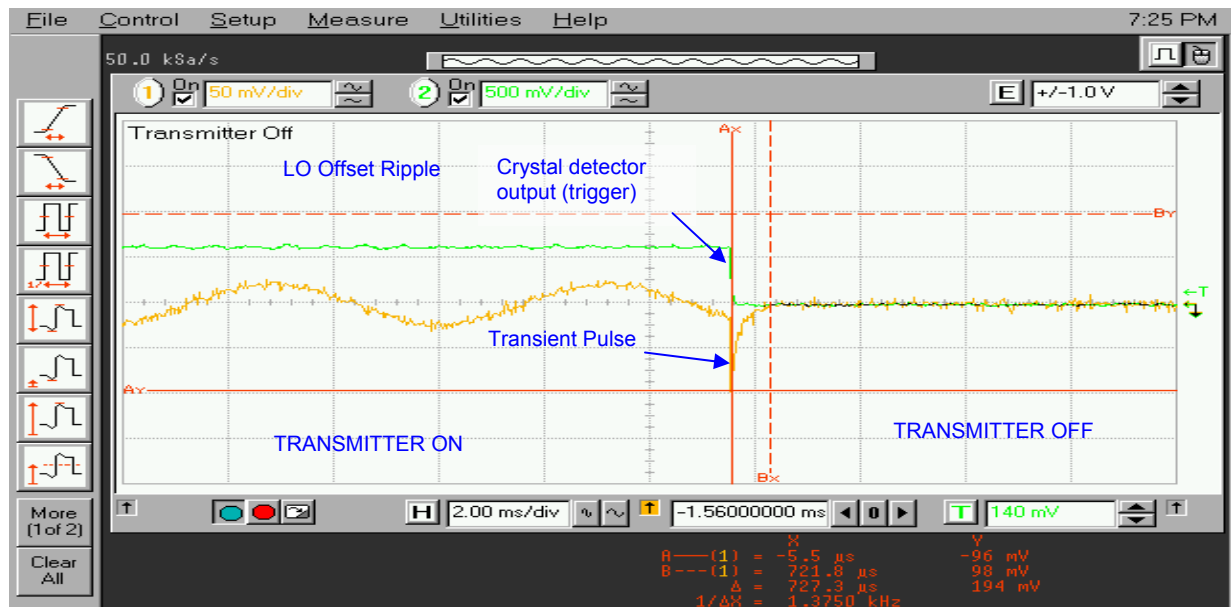 File Control Setup Measure Utilities Help 7:25 PM
50.0 kSa/s
1 On 50 mV/div 2 On 500 mV/div E +/-1.0 V
Transmitter Off
Ax
LO Offset Ripple
Crystal detector
output (trigger)
By
T
Transient Pulse
Ay
TRANSMITTER ON
TRANSMITTER OFF
Bx
More
(1 of 2)
Clear
All
H 2.00 ms/div T -1.56000000 ms 0 T 140 mV
X Y
A——(1) = -5.5 µs -96 mV
B---(1) = 721.8 µs 98 mV
Δ = 727.3 µs 194 mV
1/ΔX = 1.3750 kHz